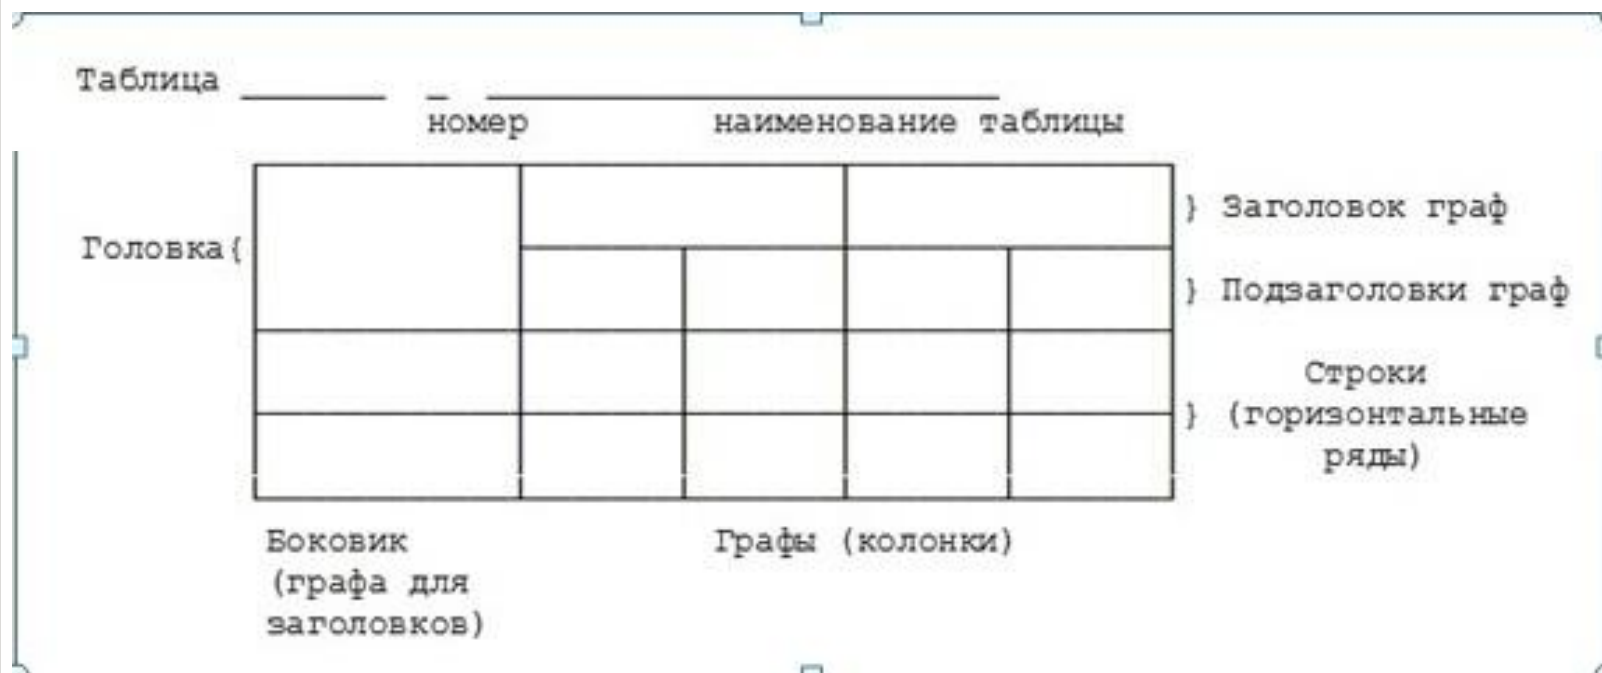 Таблица _______ _ _________________________
номер наименование таблицы
} Заголовок граф
Головка{
} Подзаголовки граф
Строки
} (горизонтальные
ряды)
Боковик Графы (колонки)
(графа для
заголовков)